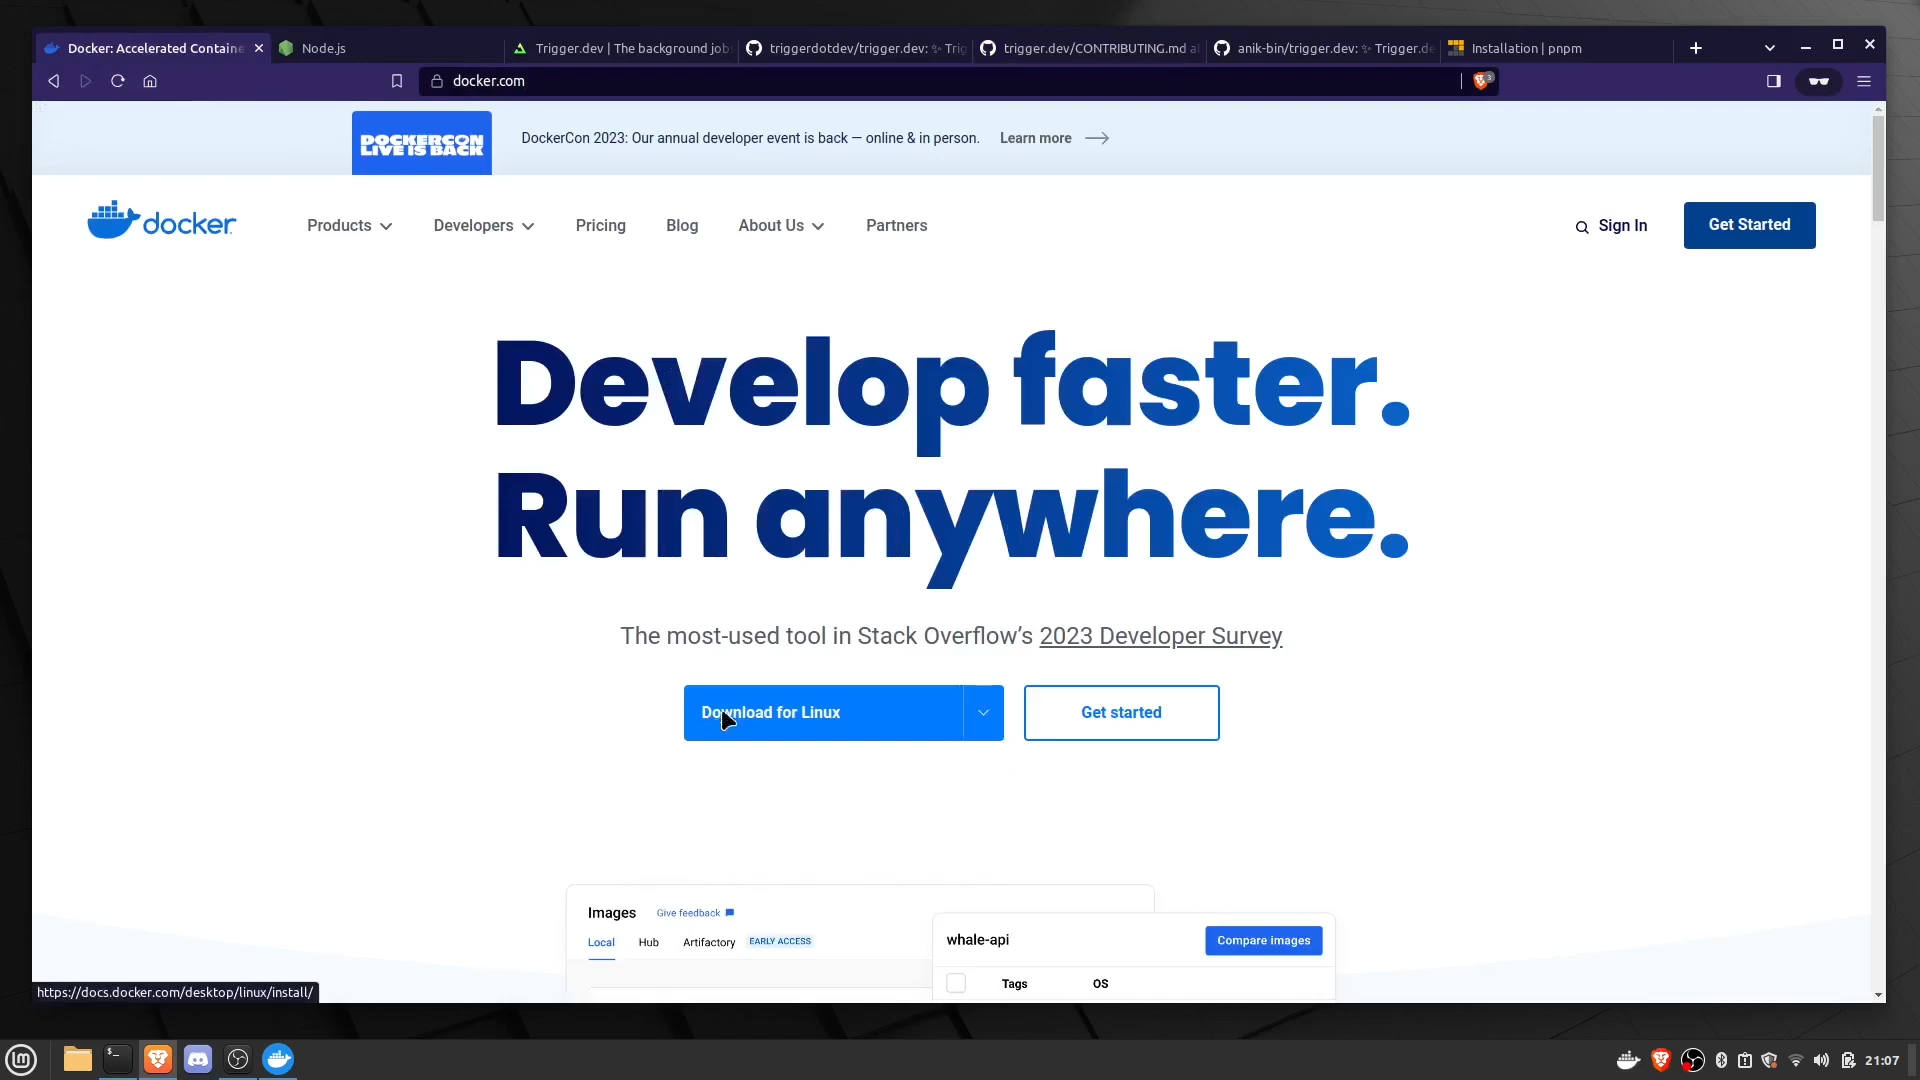 Docker: Accelerated Containe
Node.js
Trigger.dev | The background job
triggerdotdev/trigger.dev: ✨ Trig
trigger.dev/CONTRIBUTING.md a
anik-bin/trigger.dev: ✨ Trigger.de
Installation | pnpm
docker.com
3
DOCKERCON
LIVE IS BACK
DockerCon 2023: Our annual developer event is back — online & in person.
Learn more
docker
Products
Developers
Pricing
Blog
About Us
Partners
Sign In
Get Started
Develop faster.
Run anywhere.
The most-used tool in Stack Overflow’s 2023 Developer Survey
Download for Linux
Get started
Images
Give feedback
Local
Hub
Artifactory
EARLY ACCESS
whale-api
Compare images
Tags
OS
https://docs.docker.com/desktop/linux/install/
21:07